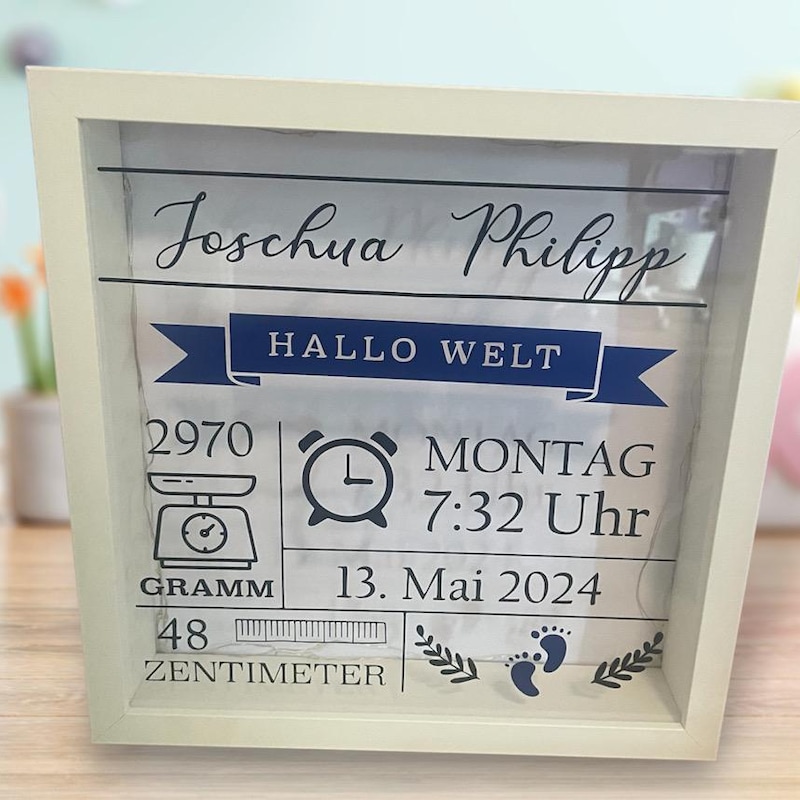 Joschua Philipp
HALLO WELT
2970
GRAMM
MONTAG
7:32 Uhr
13. Mai 2024
48
ZENTIMETER